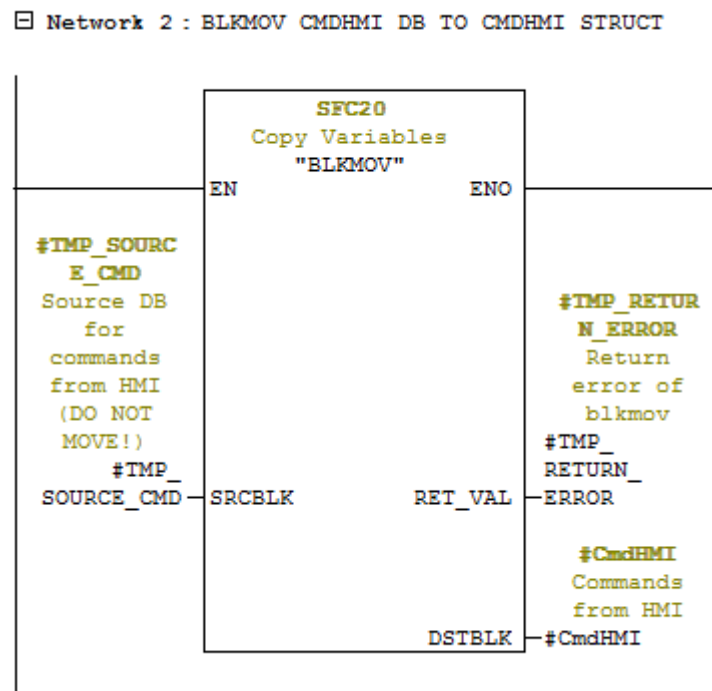 Network 2 : BLKMOV CMDHMI DB TO CMDHMI STRUCT
SFC20
Copy Variables
"BLKMOV"
EN ENO
#TMP_SOURC
E_CMD
Source DB
for
commands
from HMI
(DO NOT
MOVE!)
#TMP_
SOURCE_CMD SRCBLK
#TMP_RETUR
N_ERROR
Return
error of
blkmov
#TMP_
RETURN_
RET_VAL ERROR
#CmdHMI
Commands
from HMI
DSTBLK #CmdHMI